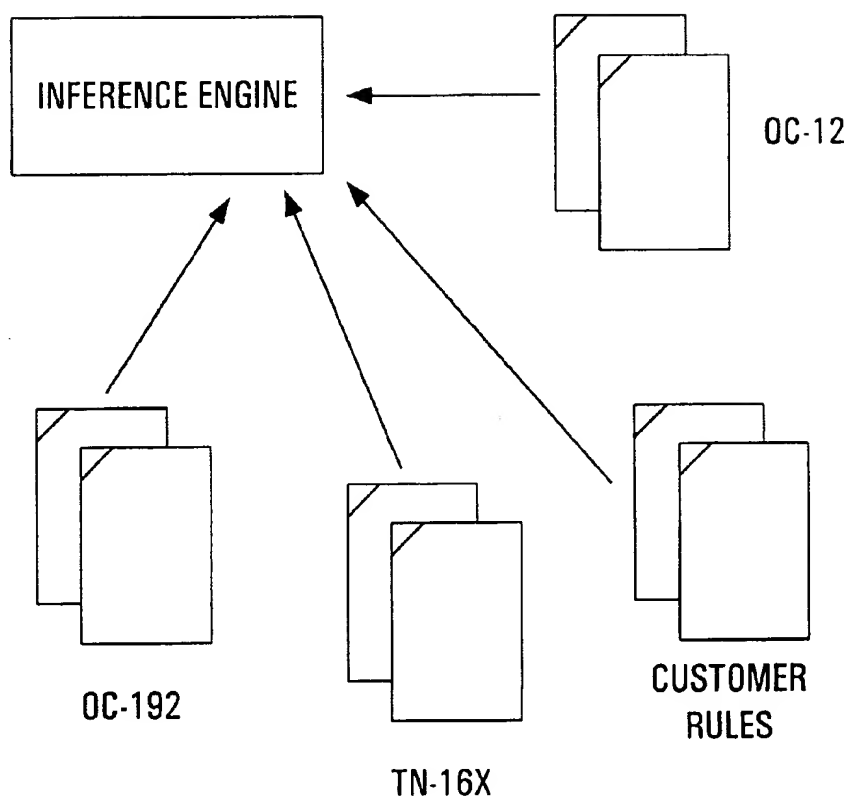 INFERENCE ENGINE
OC-12
OC-192
TN-16X
CUSTOMER
RULES